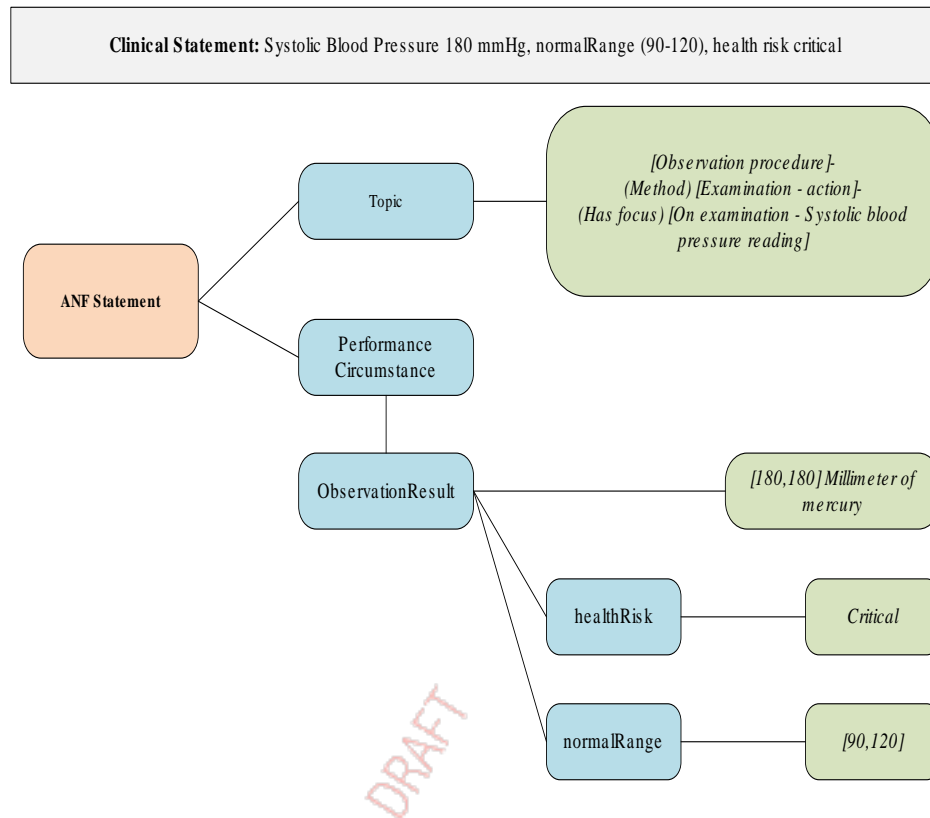 Clinical Statement: Systolic Blood Pressure 180 mmHg, normalRange (90-120), health risk critical
[Observation procedure]-
(Method) [Examination - action]-
(Has focus) [On examination - Systolic blood
pressure reading]
Topic
ANF Statement
Performance
Circumstance
ObservationResult
[180,180] Millimeter of
mercury
healthRisk
Critical
normalRange
[90,120]
DRAFT